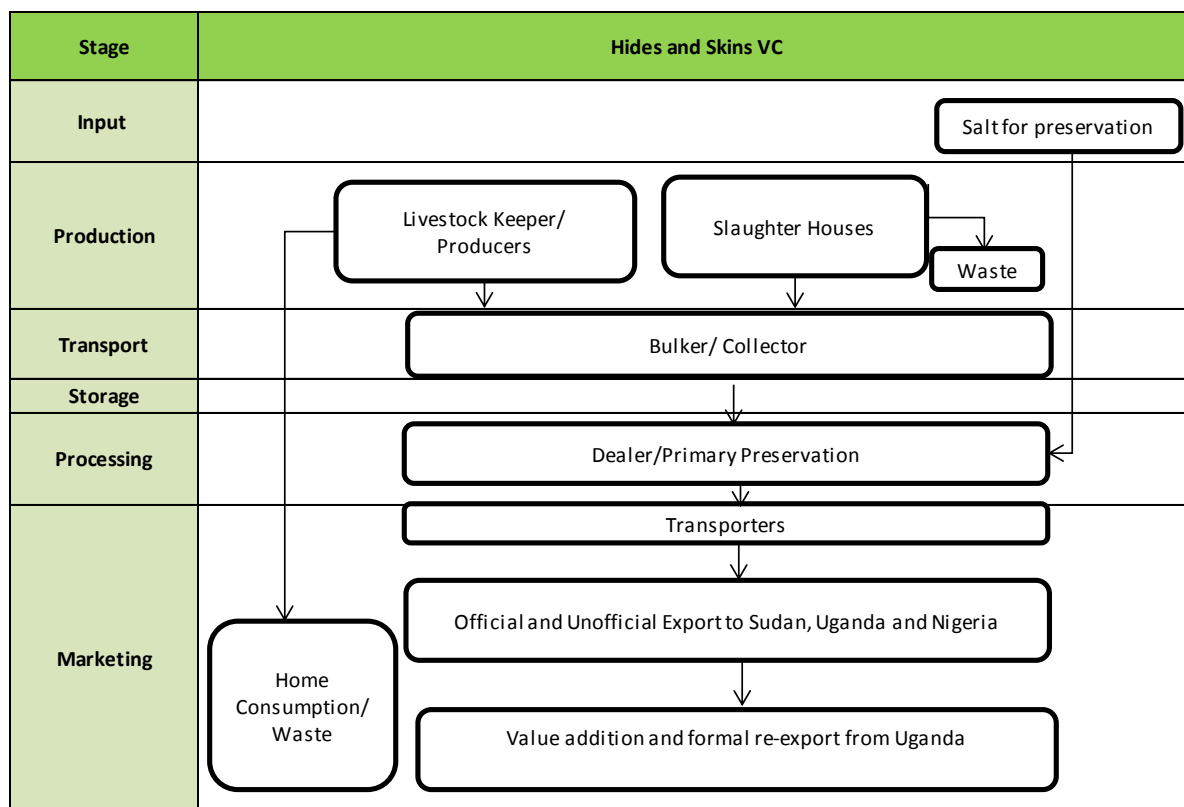 Stage
Hides and Skins VC
Input
Salt for preservation
Production
Livestock Keeper/
Producers
Slaughter Houses
Waste
Transport
Bulker/ Collector
Storage
Processing
Dealer/Primary Preservation
Marketing
Transporters
Official and Unofficial Export to Sudan, Uganda and Nigeria
Home
Consumption/
Waste
Value addition and formal re-export from Uganda